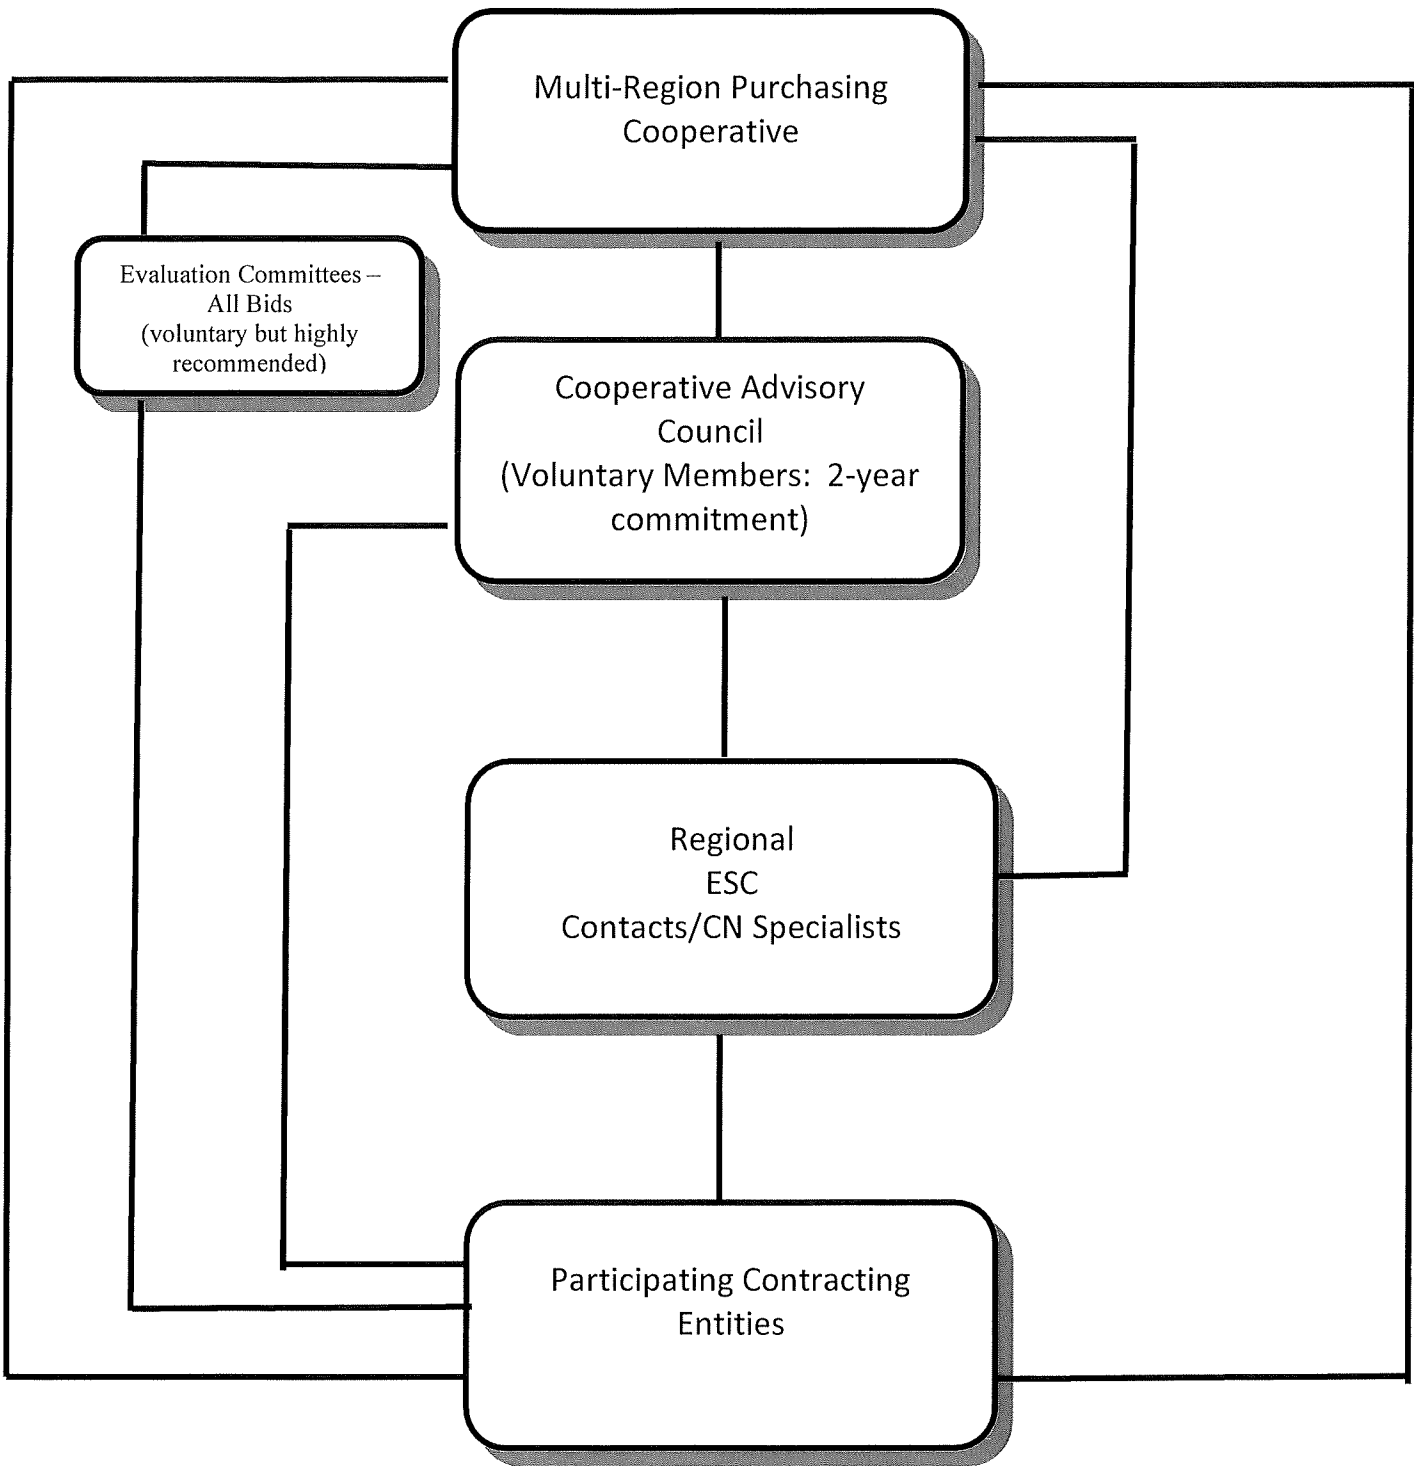 Multi-Region Purchasing
Cooperative
Evaluation Committees –
All Bids
(voluntary but highly
recommended)
Cooperative Advisory
Council
(Voluntary Members:  2-year
commitment)
Regional
ESC
Contacts/CN Specialists
Participating Contracting
Entities